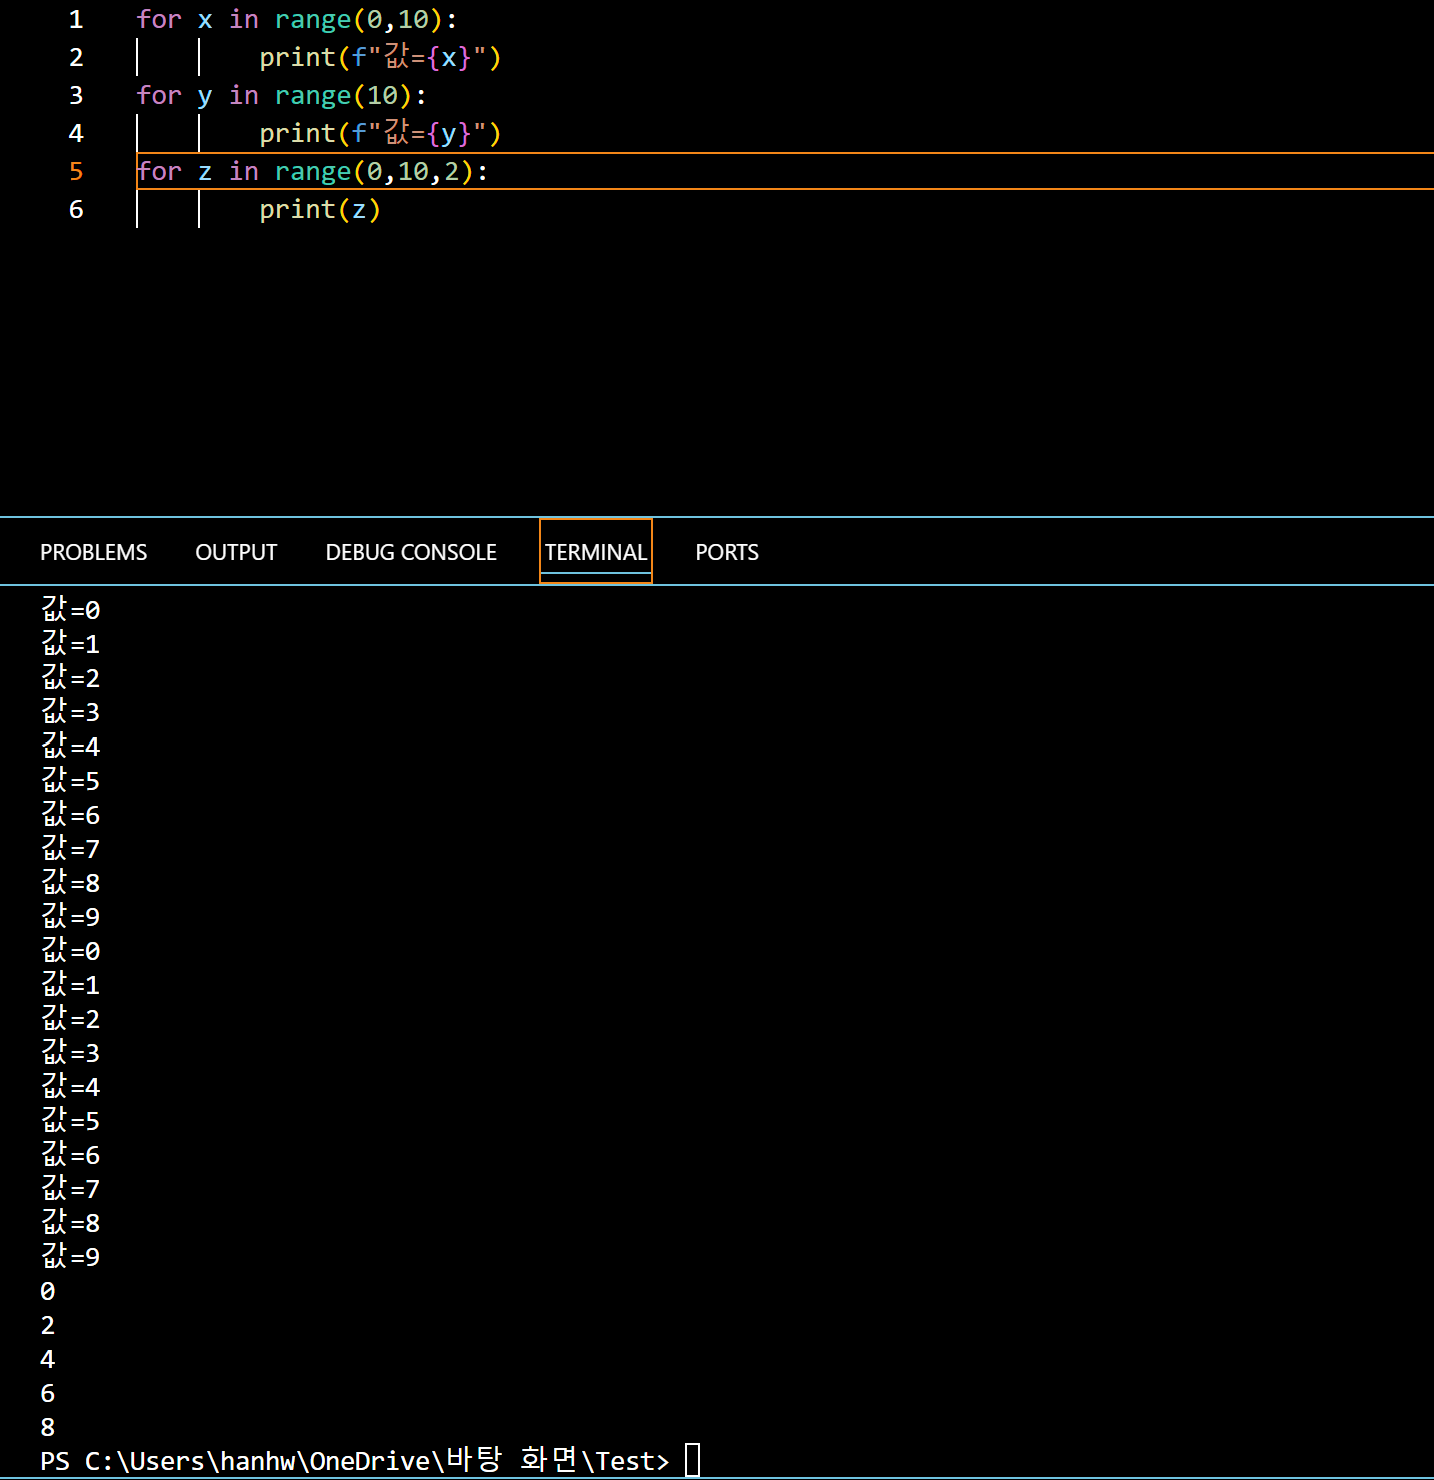 1 for x in range(0,10):
2 print(f"값={x}")
3 for y in range(10):
4 print(f"값={y}")
5 for z in range(0,10,2):
6 print(z)
PROBLEMS OUTPUT DEBUG CONSOLE TERMINAL PORTS
값=0
값=1
값=2
값=3
값=4
값=5
값=6
값=7
값=8
값=9
값=0
값=1
값=2
값=3
값=4
값=5
값=6
값=7
값=8
값=9
0
2
4
6
8
PS C:\Users\hanhw\OneDrive\바탕 화면\Test>